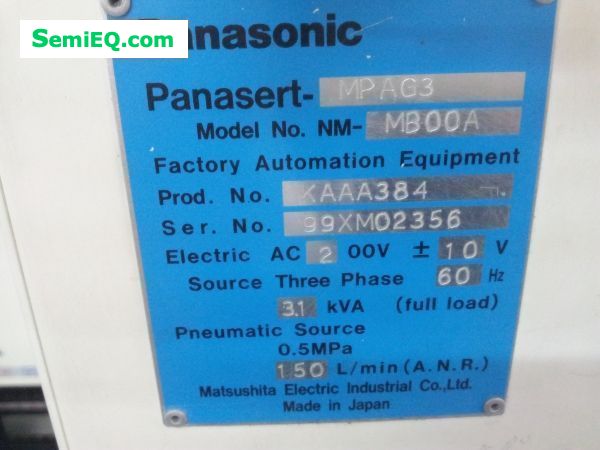 SemiEQ.com
Panasonic
Panasert- MPAG3
Model No. NM- MB00A
Factory Automation Equipment
Prod. No. KAAA384
Ser. No. 99XM02356
Electric AC 200V ± 10 V
Source Three Phase 60 Hz
3.1 kVA (full load)
Pneumatic Source
0.5MPa
150 L/min (A.N.R.)
Matsushita Electric Industrial Co.,Ltd.
Made in Japan